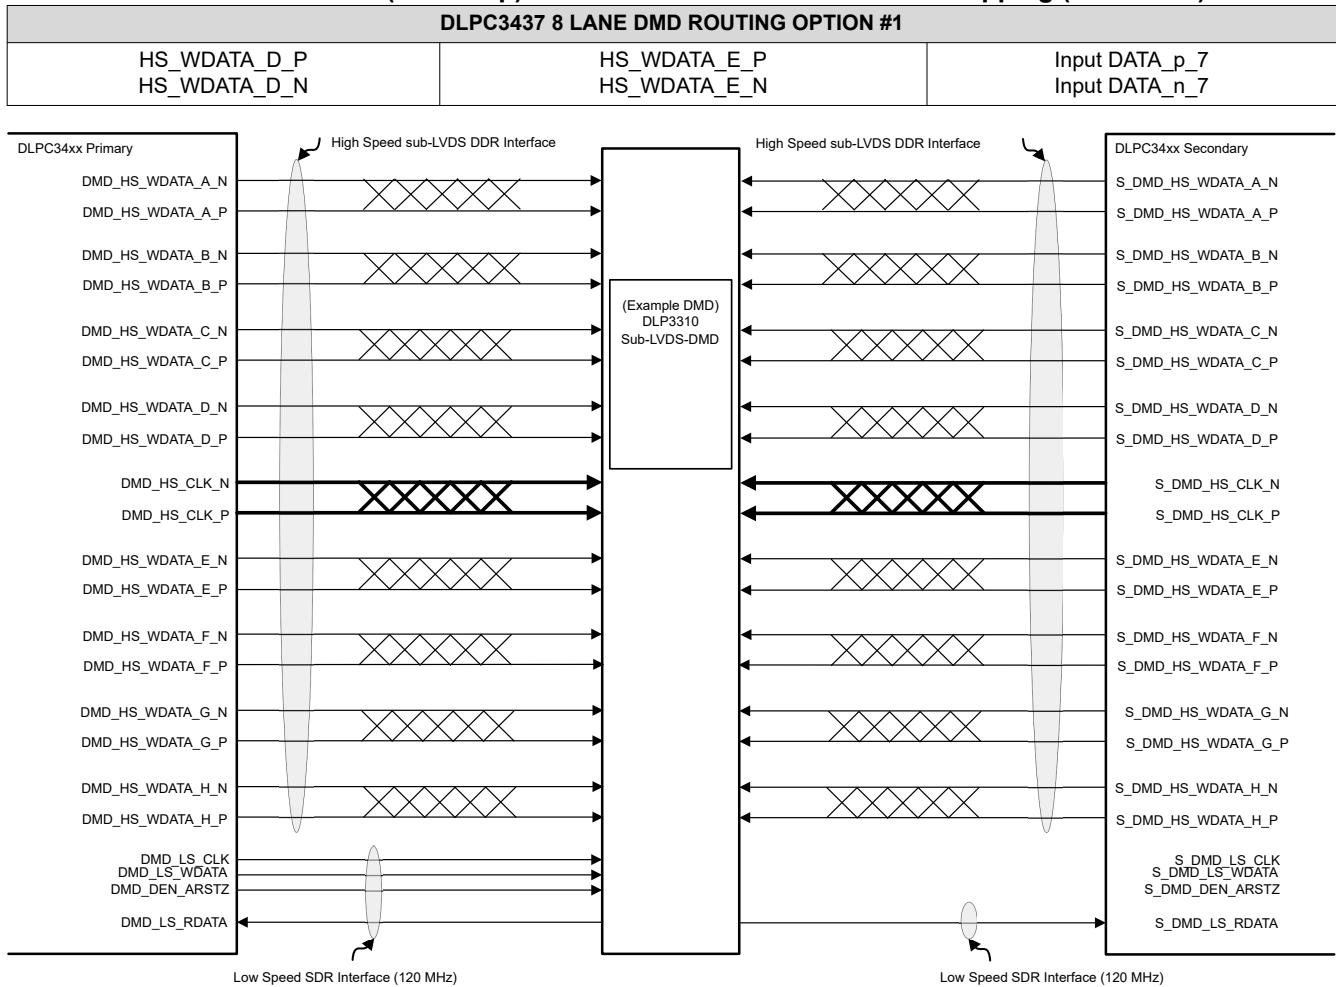 DLPC3437 8 LANE DMD ROUTING OPTION #1
HS_WDATA_D_P
HS_WDATA_D_N
HS_WDATA_E_P
HS_WDATA_E_N
Input DATA_p_7
Input DATA_n_7
DLPC34xx Primary
High Speed sub-LVDS DDR Interface
High Speed sub-LVDS DDR Interface
DLPC34xx Secondary
DMD_HS_WDATA_A_N
DMD_HS_WDATA_A_P
DMD_HS_WDATA_B_N
DMD_HS_WDATA_B_P
DMD_HS_WDATA_C_N
DMD_HS_WDATA_C_P
DMD_HS_WDATA_D_N
DMD_HS_WDATA_D_P
DMD_HS_CLK_N
DMD_HS_CLK_P
DMD_HS_WDATA_E_N
DMD_HS_WDATA_E_P
DMD_HS_WDATA_F_N
DMD_HS_WDATA_F_P
DMD_HS_WDATA_G_N
DMD_HS_WDATA_G_P
DMD_HS_WDATA_H_N
DMD_HS_WDATA_H_P
DMD_LS_CLK
DMD_LS_WDATA
DMD_DEN_ARSTZ
DMD_LS_RDATA
(Example DMD)
DLP3310
Sub-LVDS-DMD
S_DMD_HS_WDATA_A_N
S_DMD_HS_WDATA_A_P
S_DMD_HS_WDATA_B_N
S_DMD_HS_WDATA_B_P
S_DMD_HS_WDATA_C_N
S_DMD_HS_WDATA_C_P
S_DMD_HS_WDATA_D_N
S_DMD_HS_WDATA_D_P
S_DMD_HS_CLK_N
S_DMD_HS_CLK_P
S_DMD_HS_WDATA_E_N
S_DMD_HS_WDATA_E_P
S_DMD_HS_WDATA_F_N
S_DMD_HS_WDATA_F_P
S_DMD_HS_WDATA_G_N
S_DMD_HS_WDATA_G_P
S_DMD_HS_WDATA_H_N
S_DMD_HS_WDATA_H_P
S_DMD_LS_CLK
S_DMD_LS_WDATA
S_DMD_DEN_ARSTZ
S_DMD_LS_RDATA
Low Speed SDR Interface (120 MHz)
Low Speed SDR Interface (120 MHz)